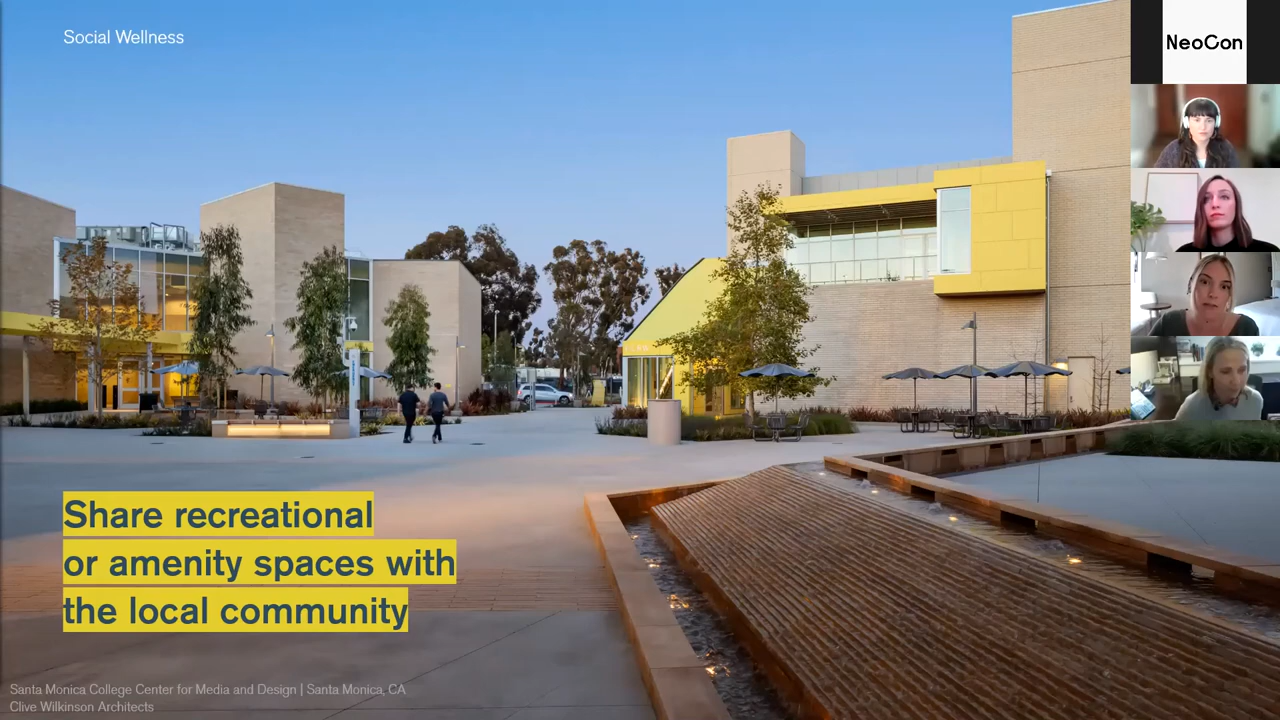 Social Wellness
NeoCon
Share recreational
or amenity spaces with
the local community
Santa Monica College Center for Media and Design | Santa Monica, CA
Clive Wilkinson Architects